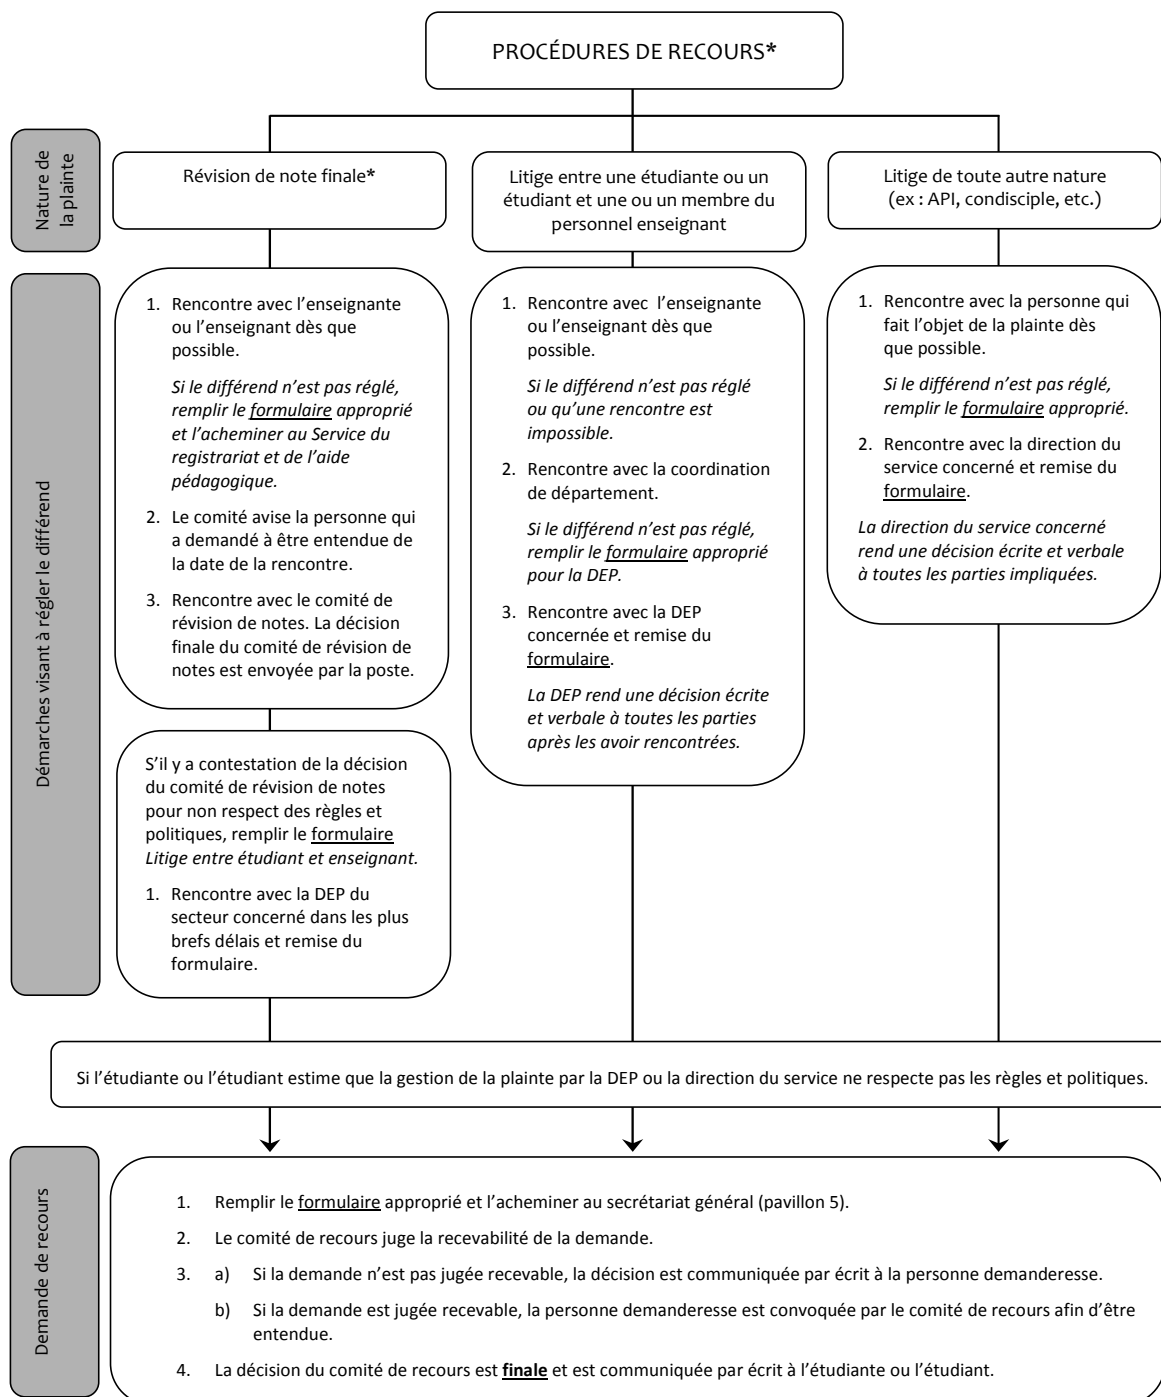 PROCÉDURES DE RECOURS*
Nature de
la plainte
Révision de note finale*
Litige entre une étudiante ou un
étudiant et une ou un membre du
personnel enseignant
Litige de toute autre nature
(ex : API, condisciple, etc.)
Démarches visant à régler le différend
1. Rencontre avec l’enseignante
ou l’enseignant dès que
possible.
Si le différend n’est pas réglé,
remplir le formulaire approprié
et l’acheminer au Service du
registrariat et de l’aide
pédagogique.
2. Le comité avise la personne qui
a demandé à être entendue de
la date de la rencontre.
3. Rencontre avec le comité de
révision de notes. La décision
finale du comité de révision de
notes est envoyée par la poste.
S’il y a contestation de la décision
du comité de révision de notes
pour non respect des règles et
politiques, remplir le formulaire
Litige entre étudiant et enseignant.
1. Rencontre avec la DEP du
secteur concerné dans les plus
brefs délais et remise du
formulaire.
1. Rencontre avec l’enseignante
ou l’enseignant dès que
possible.
Si le différend n’est pas réglé
ou qu’une rencontre est
impossible.
2. Rencontre avec la coordination
de département.
Si le différend n’est pas réglé,
remplir le formulaire approprié
pour la DEP.
3. Rencontre avec la DEP
concernée et remise du
formulaire.
La DEP rend une décision écrite
et verbale à toutes les parties
après les avoir rencontrées.
1. Rencontre avec la personne qui
fait l’objet de la plainte dès
que possible.
Si le différend n’est pas réglé,
remplir le formulaire approprié.
2. Rencontre avec la direction du
service concerné et remise du
formulaire.
La direction du service concerné
rend une décision écrite et verbale
à toutes les parties impliquées.
Si l’étudiante ou l’étudiant estime que la gestion de la plainte par la DEP ou la direction du service ne respecte pas les règles et politiques.
Demande de recours
1. Remplir le formulaire approprié et l’acheminer au secrétariat général (pavillon 5).
2. Le comité de recours juge la recevabilité de la demande.
3. a) Si la demande n’est pas jugée recevable, la décision est communiquée par écrit à la personne demanderesse.
b) Si la demande est jugée recevable, la personne demanderesse est convoquée par le comité de recours afin d’être
entendue.
4. La décision du comité de recours est finale et est communiquée par écrit à l’étudiante ou l’étudiant.